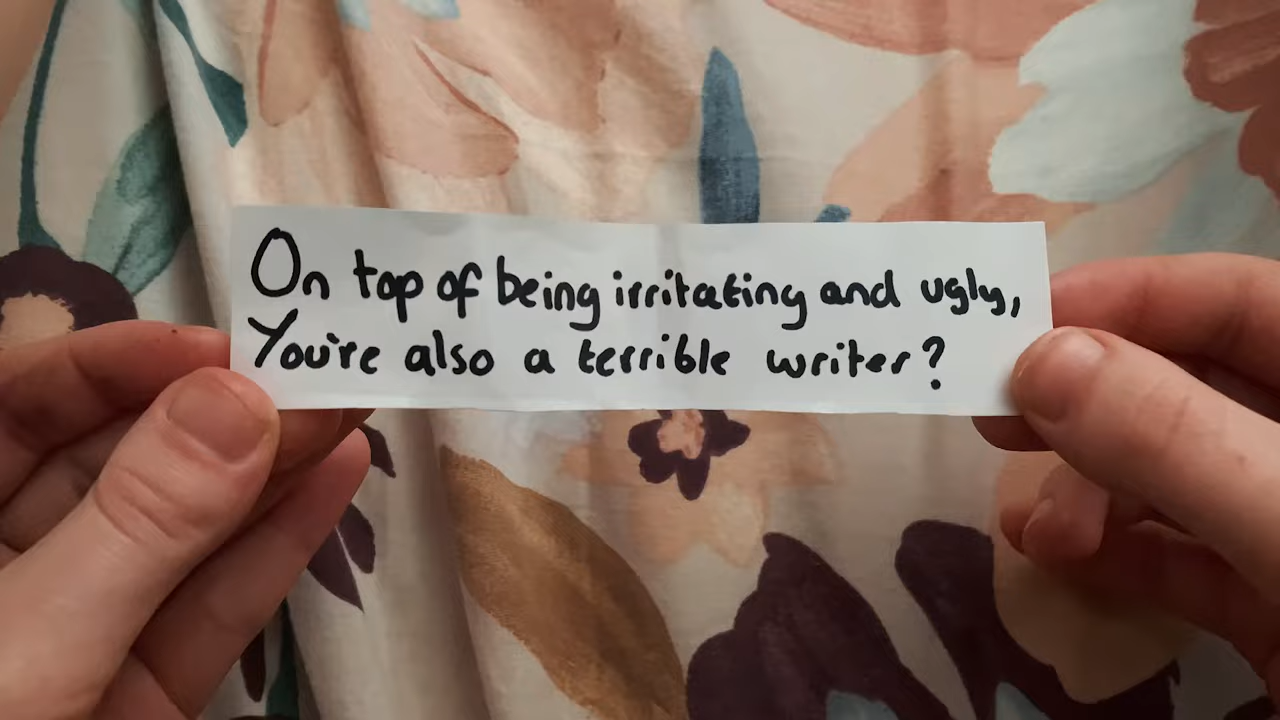 On top of being irritating and ugly,
You're also a terrible writer?